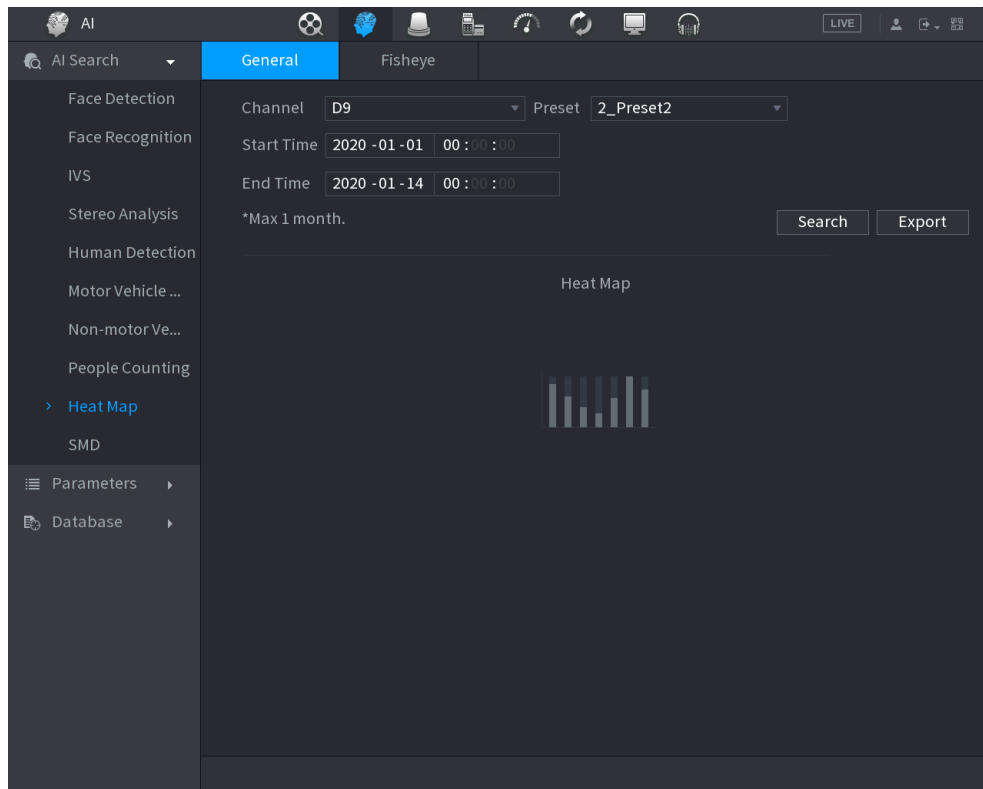 AI
LIVE
AI Search
General
Fisheye
Face Detection
Face Recognition
IVS
Stereo Analysis
Human Detection
Motor Vehicle ...
Non-motor Ve...
People Counting
Heat Map
SMD
Parameters
Database
Channel D9 Preset 2_Preset2
Start Time 2020 -01 -01 00 :00 :00
End Time 2020 -01 -14 00 :00 :00
*Max 1 month.
Search Export
Heat Map